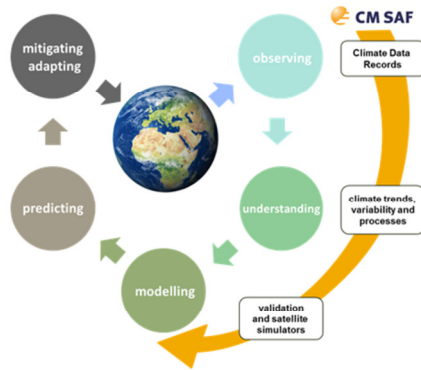 CM SAF
mitigating
adapting
observing
Climate Data
Records
predicting
understanding
climate trends,
variability and
processes
modelling
validation
and satellite
simulators